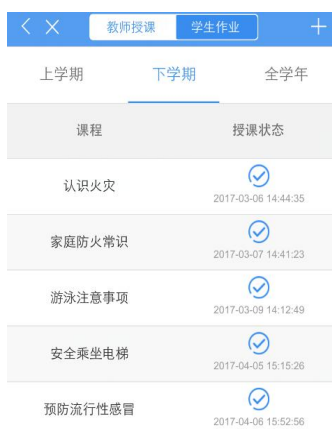 教师授课 学生作业
上学期 下学期 全学年
课程 授课状态
认识火灾
2017-03-06 14:44:35
家庭防火常识
2017-03-07 14:41:23
游泳注意事项
2017-03-09 14:12:49
安全乘坐电梯
2017-04-05 15:15:26
预防流行性感冒
2017-04-06 15:52:56